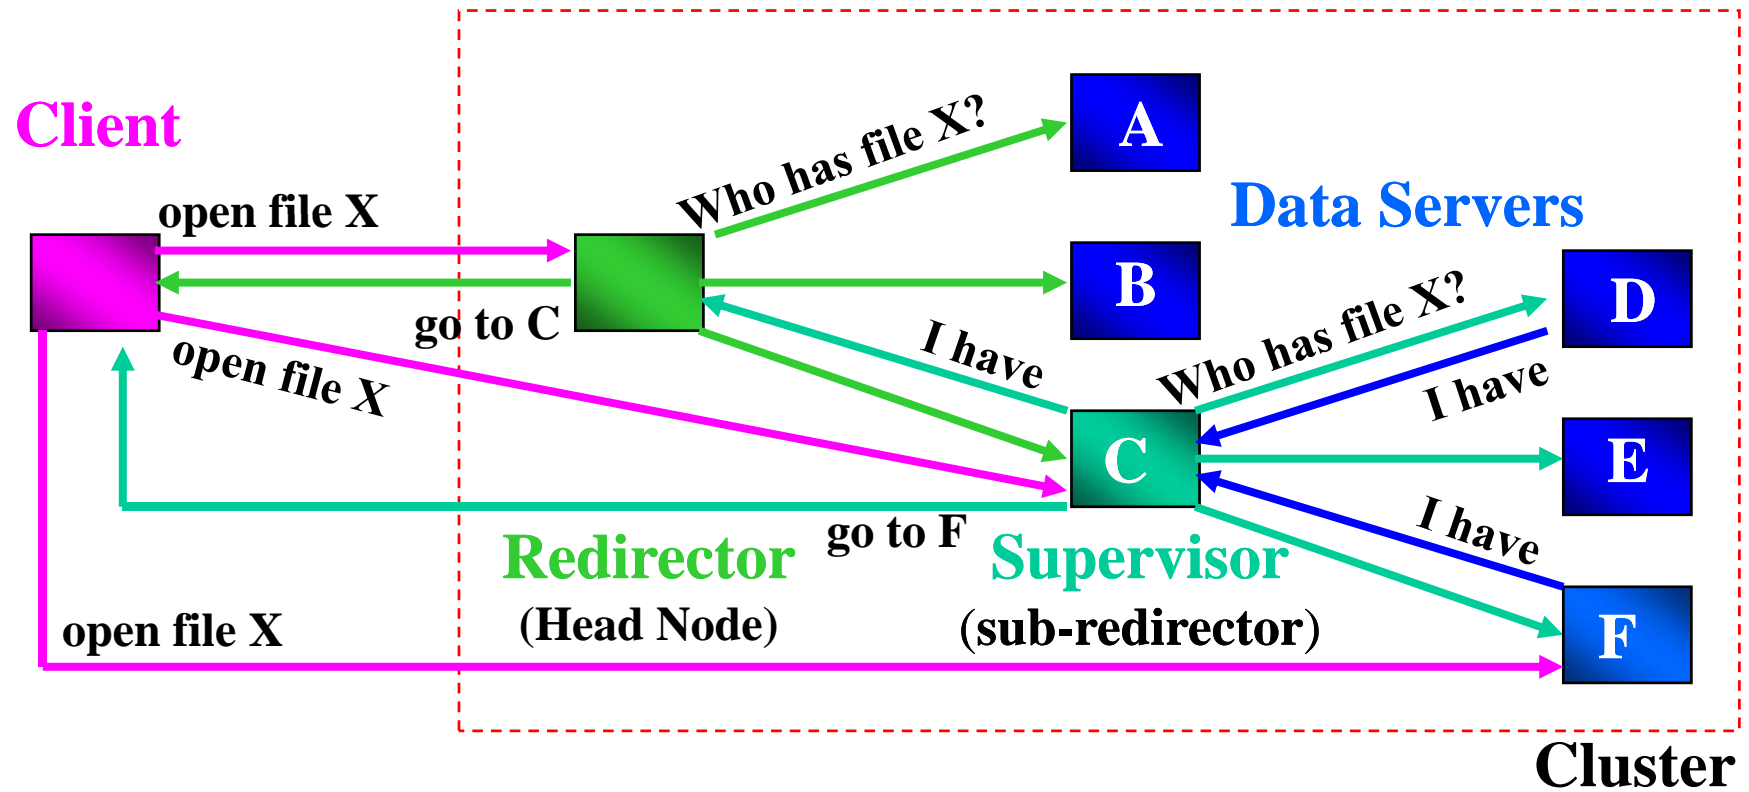 Client
Who has file X?
A
Data Servers
open file X
B
D
go to C
open file X
I have
Who has file X?
I have
C
E
go to F
I have
Redirector
(Head Node)
Supervisor
(sub-redirector)
F
open file X
Cluster